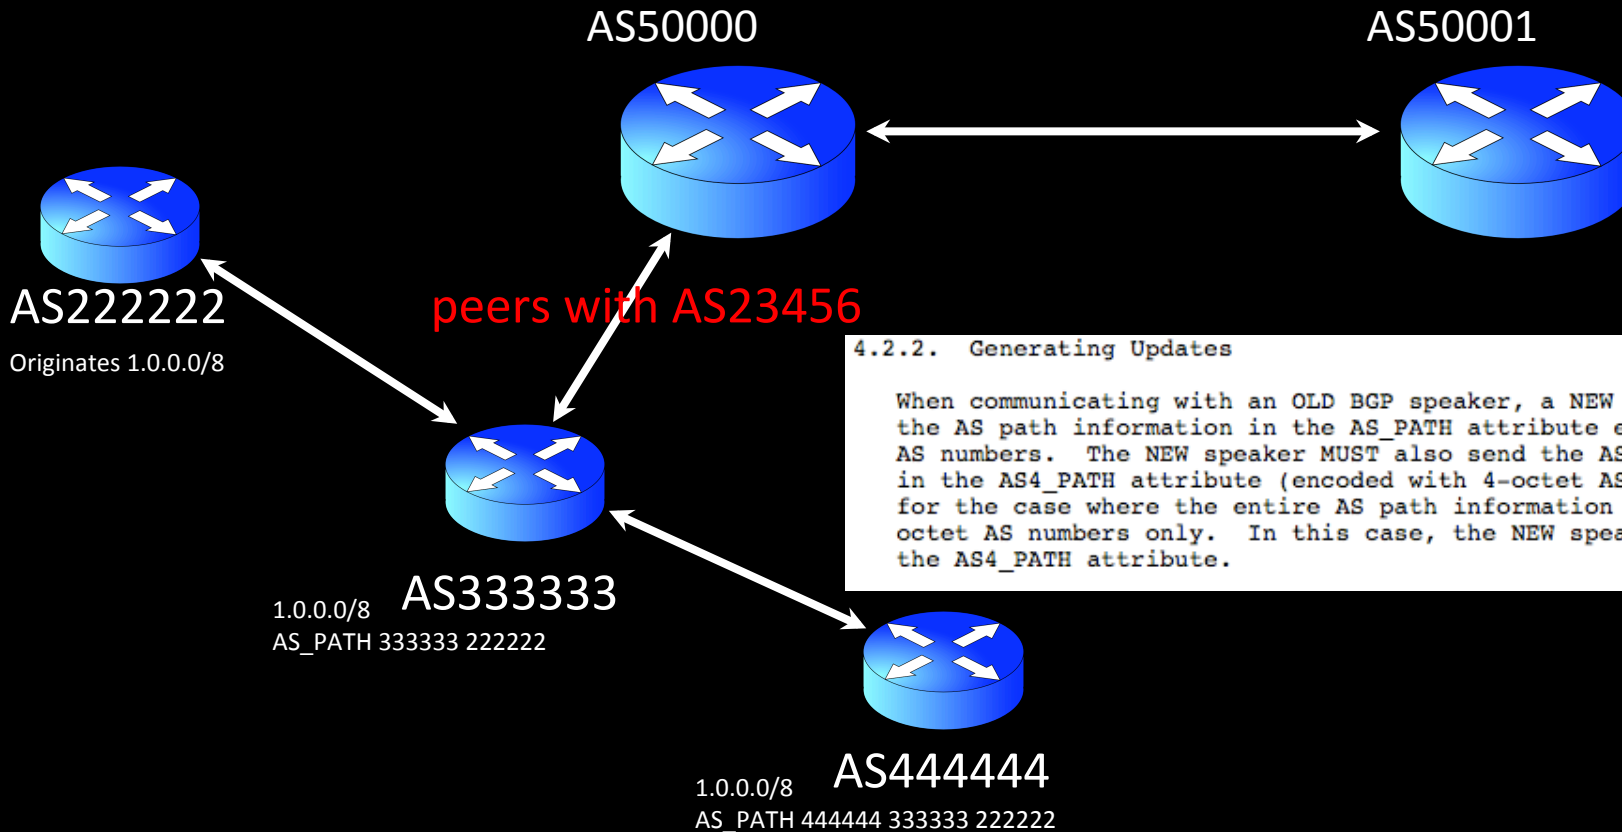 AS50000
AS50001
AS222222
Originates 1.0.0.0/8
peers with AS23456
4.2.2. Generating Updates
When communicating with an OLD BGP speaker, a NEW
the AS path information in the AS_PATH attribute e
AS numbers. The NEW speaker MUST also send the AS
in the AS4_PATH attribute (encoded with 4-octet AS
for the case where the entire AS path information
octet AS numbers only. In this case, the NEW spea
the AS4_PATH attribute.
1.0.0.0/8 AS333333
AS_PATH 333333 222222
1.0.0.0/8 AS444444
AS_PATH 444444 333333 222222